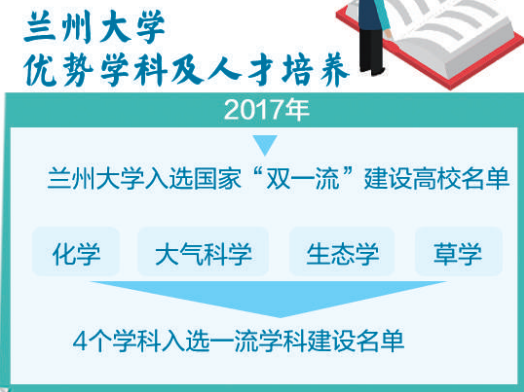 兰州大学
优势学科及人才培养
2017年
兰州大学入选国家“双一流”建设高校名单
化学 大气科学 生态学 草学
4个学科入选一流学科建设名单